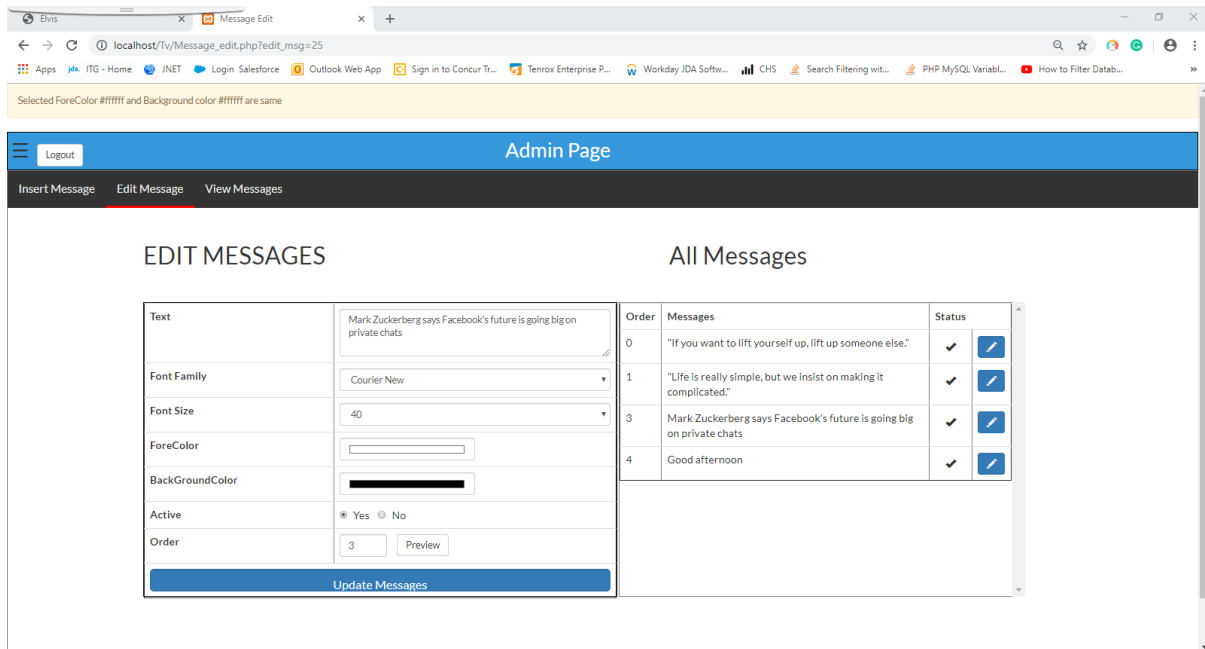 Elvis × Message Edit × +
localhost/Tv/Message_edit.php?edit_msg=25
Apps jda. ITG - Home JNET Login Salesforce Outlook Web App Sign in to Concur Tr... Tenrox Enterprise P... Workday JDA Softw... CHS Search Filtering wit... PHP MySQL Variabl... How to Filter Datab... »
Selected ForeColor #ffffff and Background color #ffffff are same
Logout Admin Page
Insert Message Edit Message View Messages
EDIT MESSAGES
Text Mark Zuckerberg says Facebook's future is going big on
private chats
Font Family Courier New
Font Size 40
ForeColor
BackGroundColor
Active Yes No
Order 3 Preview
Update Messages
All Messages
Order Messages Status
0 "If you want to lift yourself up, lift up someone else."
1 "Life is really simple, but we insist on making it
complicated."
3 Mark Zuckerberg says Facebook's future is going big
on private chats
4 Good afternoon